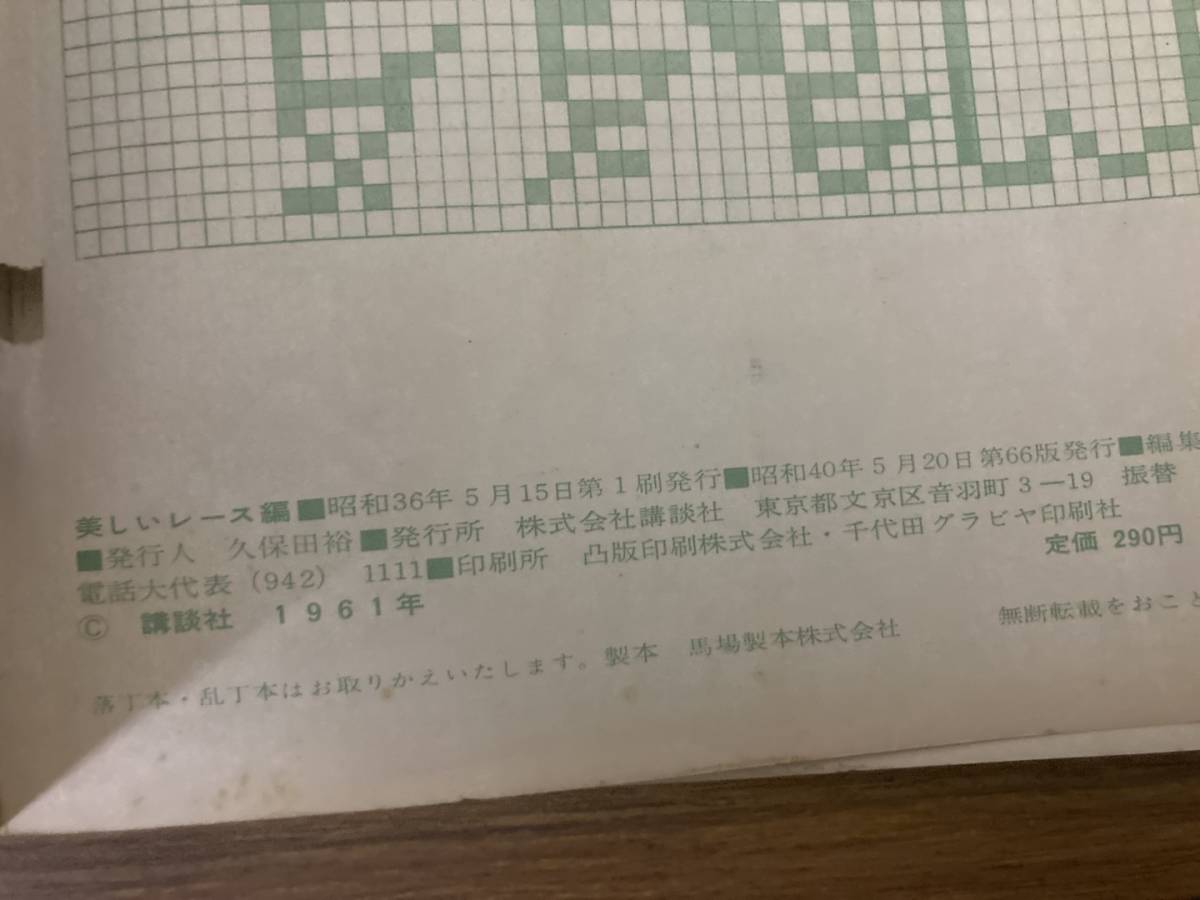 美しいレース編■昭和36年5月15日第1刷発行■昭和40年5月20日第66版発行■編集
■発行人　久保田裕■発行所　株式会社講談社　東京都文京区音羽町3―19　振替
電話大代表（942）　1111■印刷所　凸版印刷株式会社・千代田グラビヤ印刷社
Ⓒ　講談社　1961年　定価 290円
落丁本・乱丁本はお取りかえいたします。製本　馬場製本株式会社　無断転載をおこと